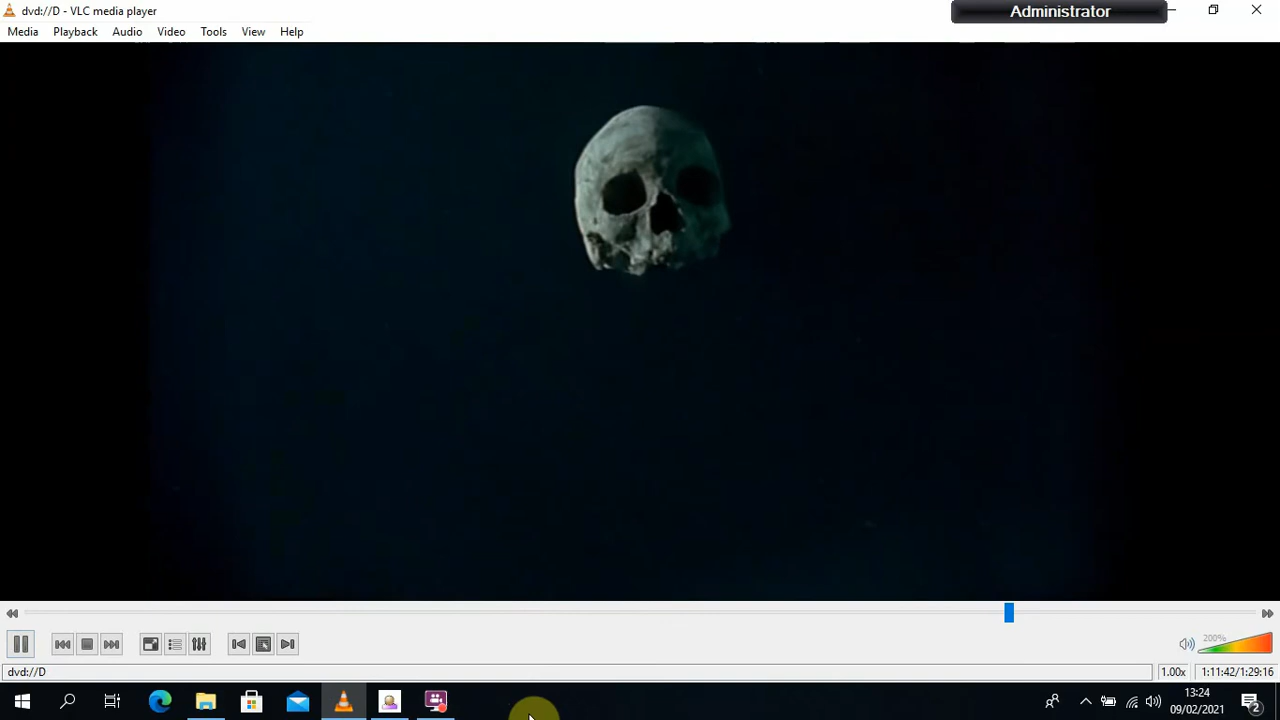 dvd://D - VLC media player
Administrator
Media Playback Audio Video Tools View Help
200%
dvd://D
1.00x
1:11:42/1:29:16
13:24
09/02/2021
2